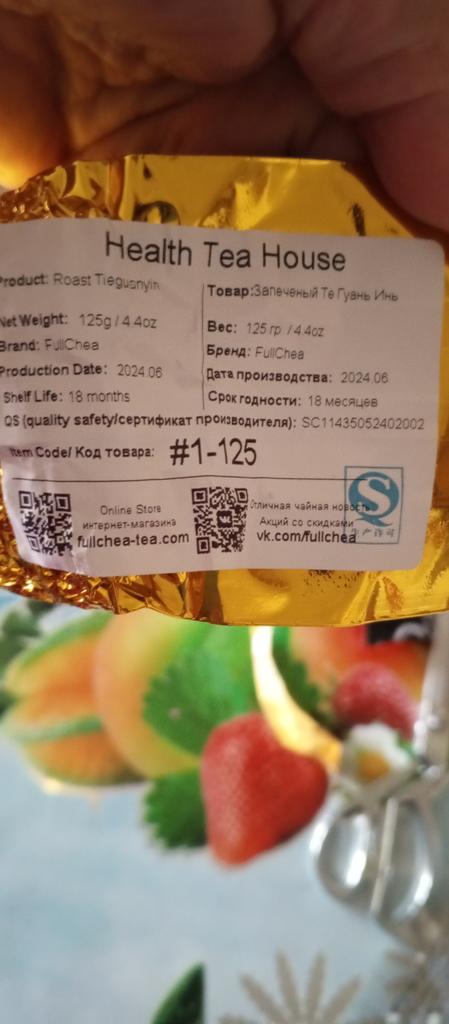 Health Tea House
Product: Roast Tieguanyin
Товар:Запеченый Те Гуань Инь
Net Weight: 125g / 4.4oz
Вес: 125 гр / 4.4oz
Brand: FullChea
Бренд: FullChea
Production Date: 2024.06
Дата производства: 2024.06
Shelf Life: 18 months
Срок годности: 18 месяцев
QS (quality safety/сертификат производителя): SC11435052402002
Item Code/ Код товара: #1-125
Online Store
интернет-магазина
fullchea-tea.com
Отличная чайная новость
Акций со скидками
vk.com/fullchea